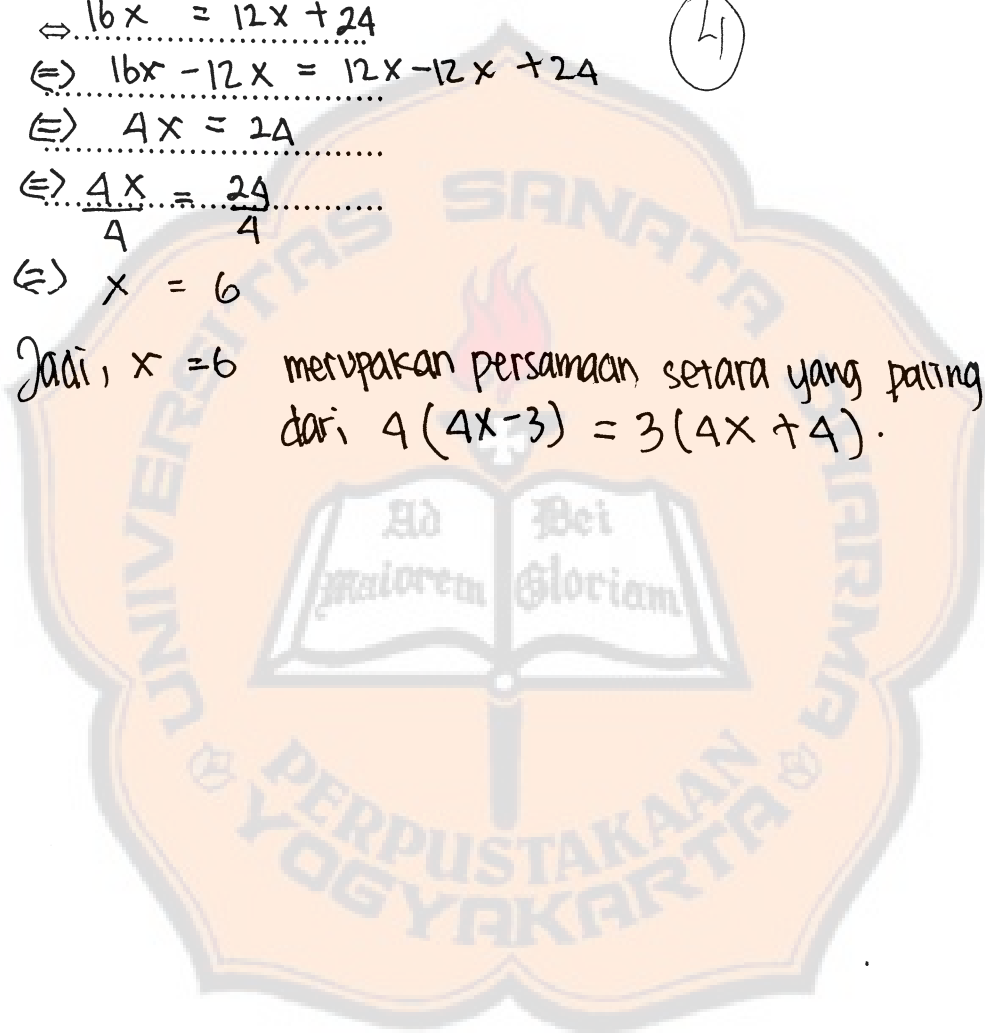 ⇔ 16x = 12x + 24
4
⇔ 16x - 12x = 12x - 12x + 24
⇔ 4x = 24
⇔ 4x/4 = 24/4
⇔ x = 6
Jadi, x = 6 merupakan persamaan setara yang paling
dari 4(4x-3) = 3(4x+4).
UNIVERSITAS SANATA DHARMA
Ad Maiorem
Dei Gloriam
PERPUSTAKAAN
YOGYAKARTA